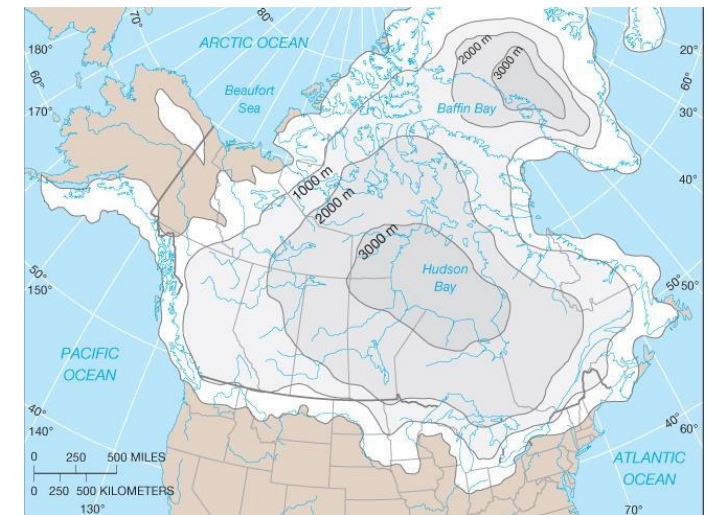 180°
70°
80°
ARCTIC OCEAN
2000 m
3000 m
20°
60°
60°
Beaufort
Sea
Baffin Bay
170°
30°
40°
1000 m
2000 m
3000 m
Hudson
Bay
50°
150°
50°
50°
PACIFIC
OCEAN
40°
140°
40°
60°
0 250 500 MILES
ATLANTIC
OCEAN
0 250 500 KILOMETERS
130°
70°